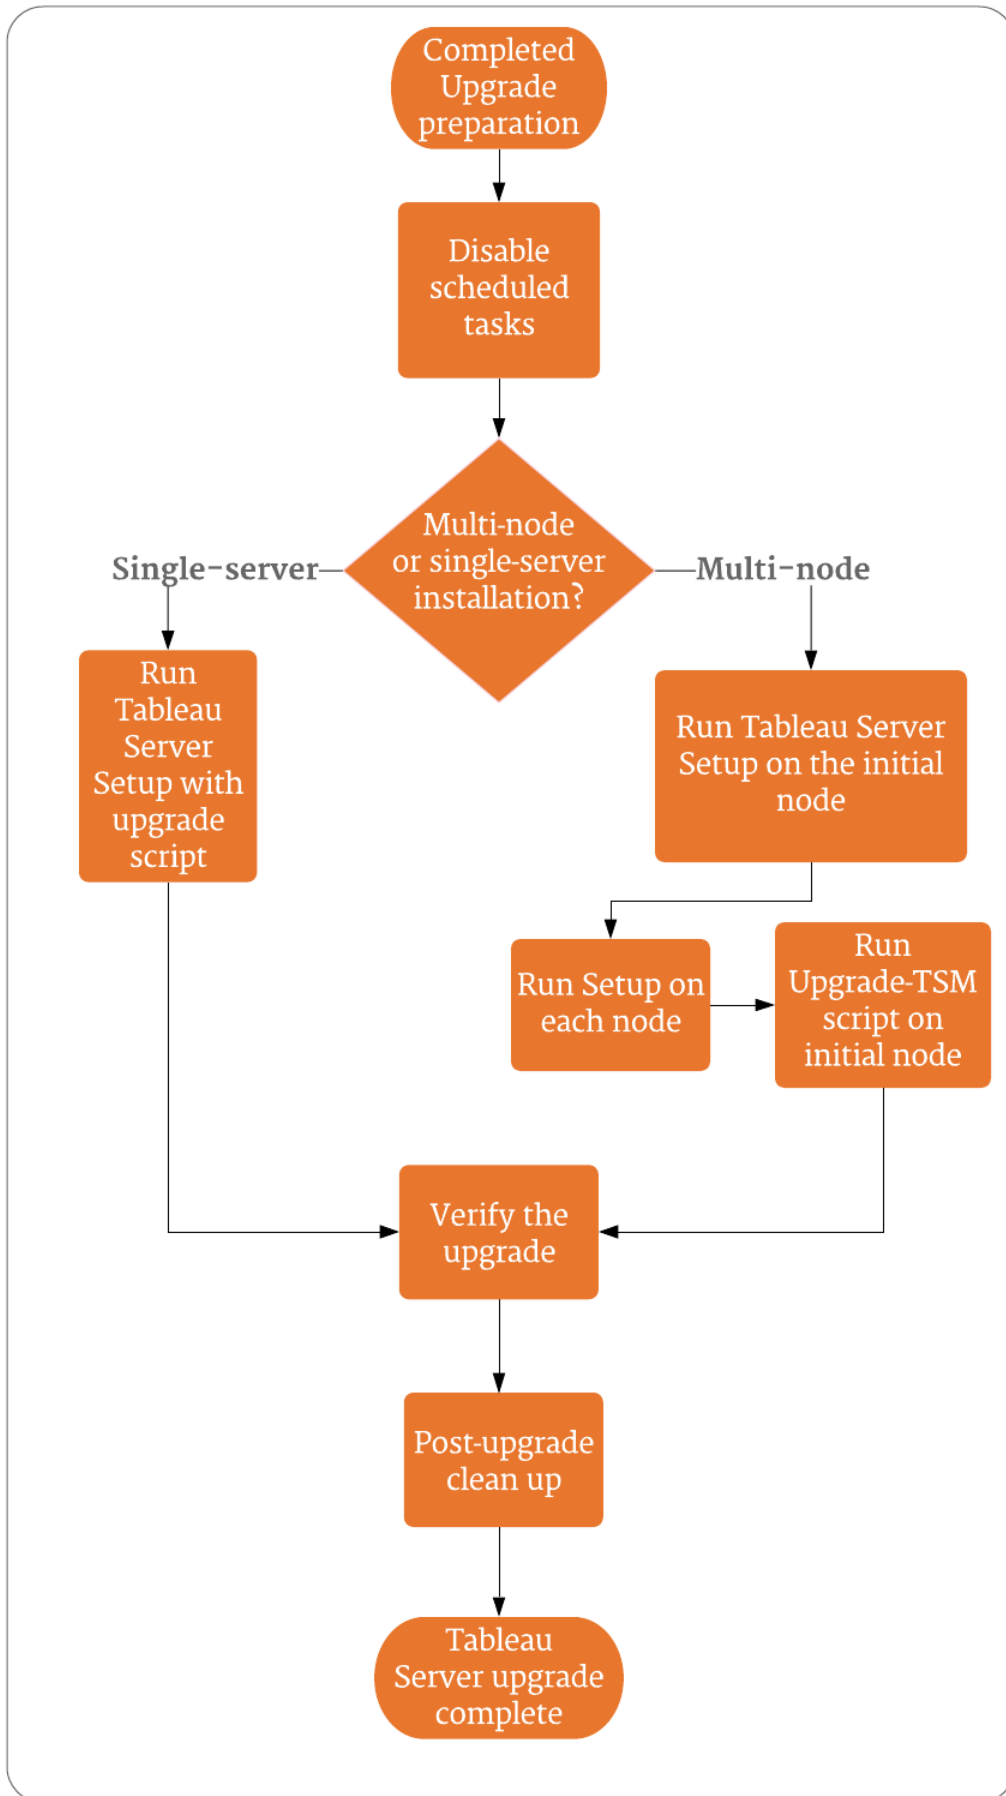 Completed
Upgrade
preparation
Disable
scheduled
tasks
Multi-node
or single-server
installation?
Single-server
Multi-node
Run
Tableau
Server
Setup with
upgrade
script
Run Tableau Server
Setup on the initial
node
Run Setup on
each node
Run
Upgrade-TSM
script on
initial node
Verify the
upgrade
Post-upgrade
clean up
Tableau
Server upgrade
complete